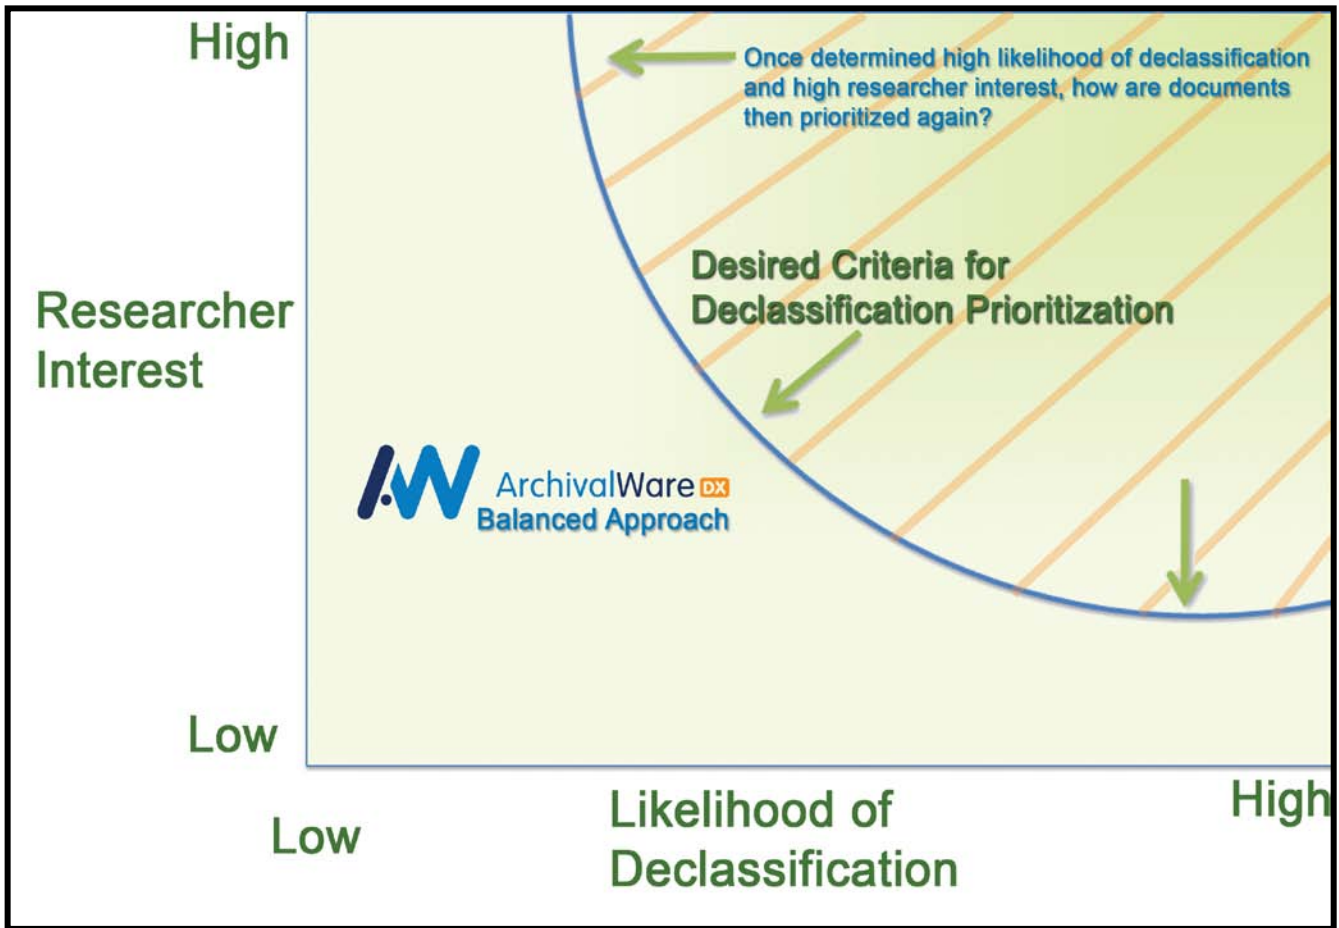 High
Once determined high likelihood of declassification
and high researcher interest, how are documents
then prioritized again?
Desired Criteria for
Declassification Prioritization
Researcher
Interest
AW
ArchivalWare DX
Balanced Approach
Low
Low
Likelihood of
Declassification
High